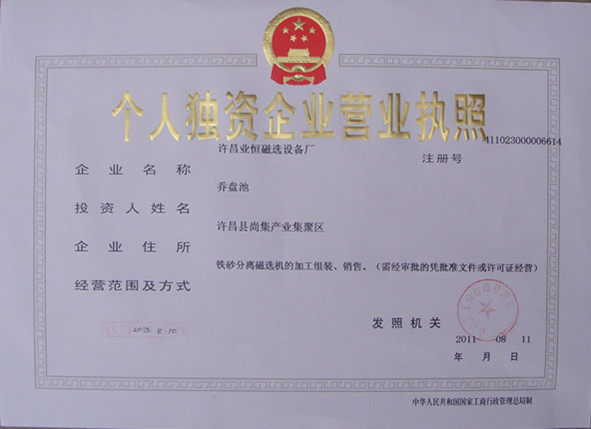 个人独资企业营业执照
注册号 411023000006614
企业名称 许昌业恒磁选设备厂
投资人姓名 乔盘池
企业住所 许昌县尚集产业集聚区
经营范围及方式 铁砂分离磁选机的加工组装、销售。（需经审批的凭批准文件或许可证经营）
2015 8 10
发照机关
2011 08 11
年 月 日
中华人民共和国国家工商行政管理总局制